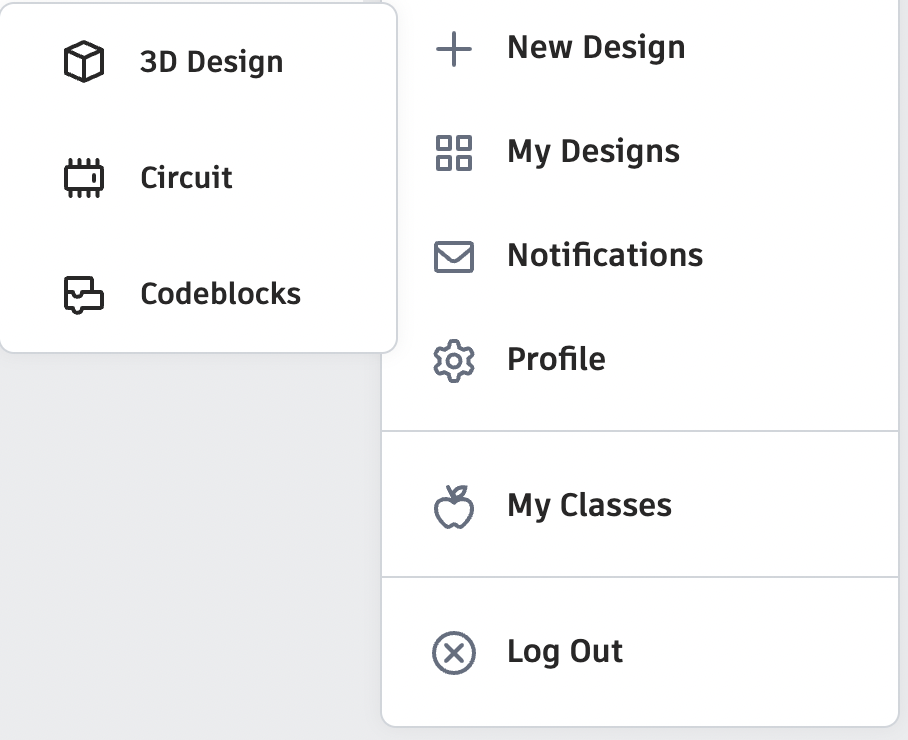 3D Design
Circuit
Codeblocks
New Design
My Designs
Notifications
Profile
My Classes
Log Out